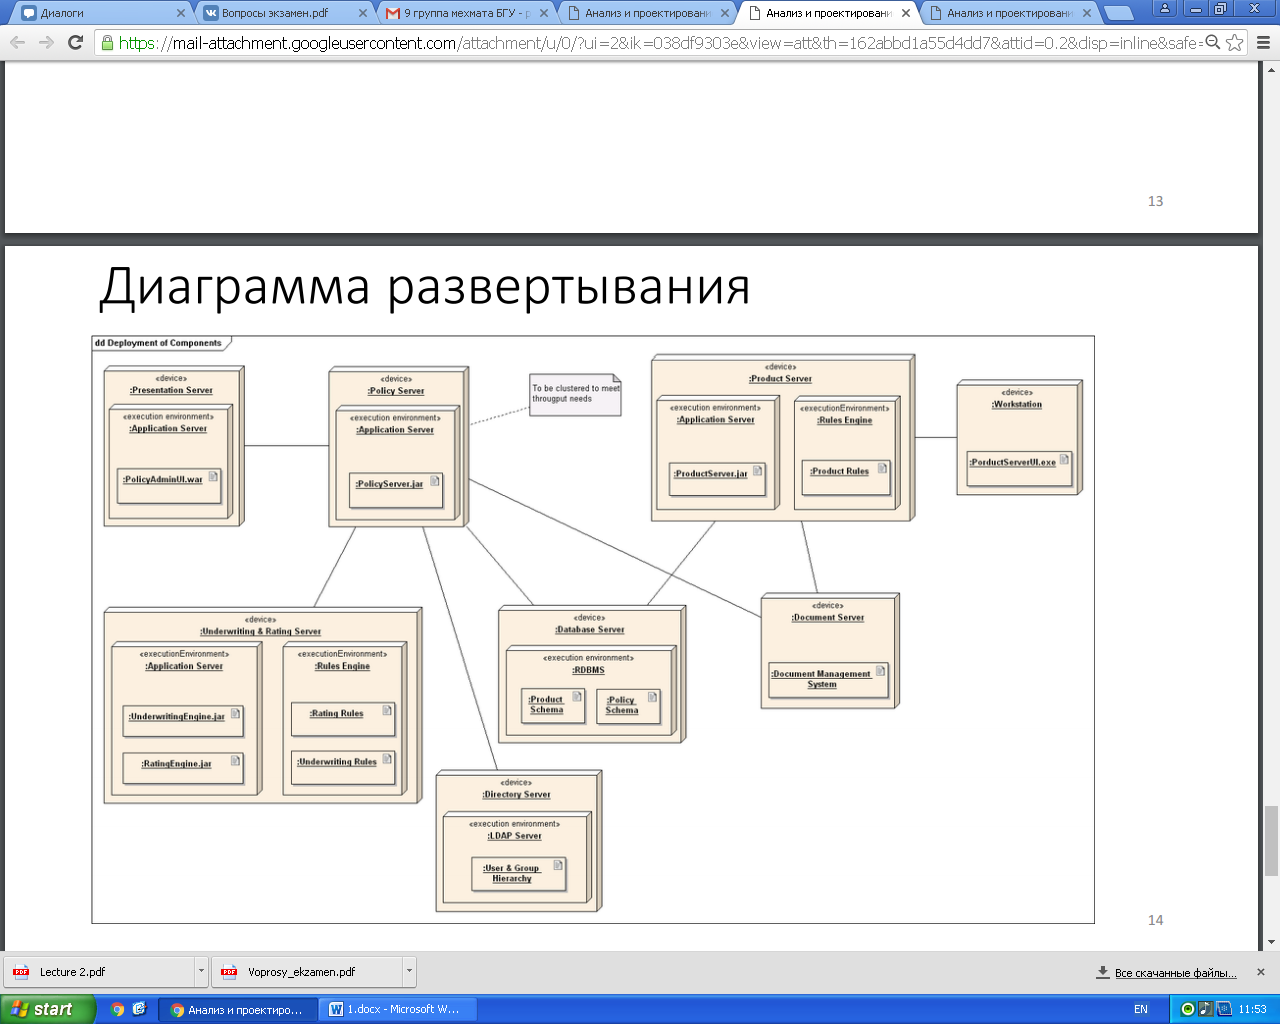 Диалоги
Вопросы экзамен.pdf
9 группа мехмата БГУ - р
Анализ и проектировани
Анализ и проектировани
Анализ и проектировани
https://mail-attachment.googleusercontent.com/attachment/u/0/?ui=2&ik=038df9303e&view=att&th=162abbd1a55d4dd7&attid=0.2&disp=inline&safe=
13
Диаграмма развертывания
dd Deployment of Components
«device»
:Presentation Server
«execution environment»
:Application Server
:PolicyAdminUI.war
«device»
:Policy Server
«execution environment»
:Application Server
:PolicyServer.jar
To be clustered to meet
througput needs
«device»
:Product Server
«execution environment»
:Application Server
:ProductServer.jar
«executionEnvironment»
:Rules Engine
:Product Rules
«device»
:Workstation
:PorductServerUI.exe
«device»
:Underwriting & Rating Server
«executionEnvironment»
:Application Server
:UnderwritingEngine.jar
:RatingEngine.jar
«executionEnvironment»
:Rules Engine
:Rating Rules
:Underwriting Rules
«device»
:Database Server
«execution environment»
:RDBMS
:Product
Schema
:Policy
Schema
«device»
:Document Server
:Document Management
System
«device»
:Directory Server
«execution environment»
:LDAP Server
:User & Group
Hierarchy
14
Lecture 2.pdf
Voprosy_ekzamen.pdf
Все скачанные файлы...
start
Анализ и проектиро...
1.docx - Microsoft W...
EN
11:53